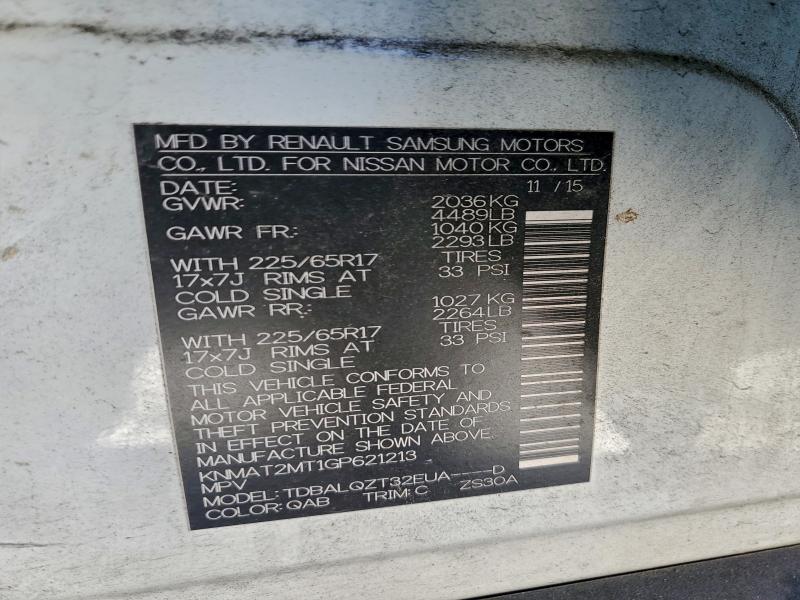 MFD BY RENAULT SAMSUNG MOTORS
CO., LTD. FOR NISSAN MOTOR CO., LTD.
DATE: 11 / 15
GVWR: 2036 KG
4489 LB
GAWR FR: 1040 KG
2293 LB
WITH 225/65R17 TIRES
17x7J RIMS AT 33 PSI
COLD SINGLE
GAWR RR: 1027 KG
2264 LB
WITH 225/65R17 TIRES
17x7J RIMS AT 33 PSI
COLD SINGLE
THIS VEHICLE CONFORMS TO
ALL APPLICABLE FEDERAL
MOTOR VEHICLE SAFETY AND
THEFT PREVENTION STANDARDS
IN EFFECT ON THE DATE OF
MANUFACTURE SHOWN ABOVE.
KNMAT2MT1GP621213
MPV
MODEL: TDBALQZT32EUA----D
COLOR: QAB TRIM: C ZS30A